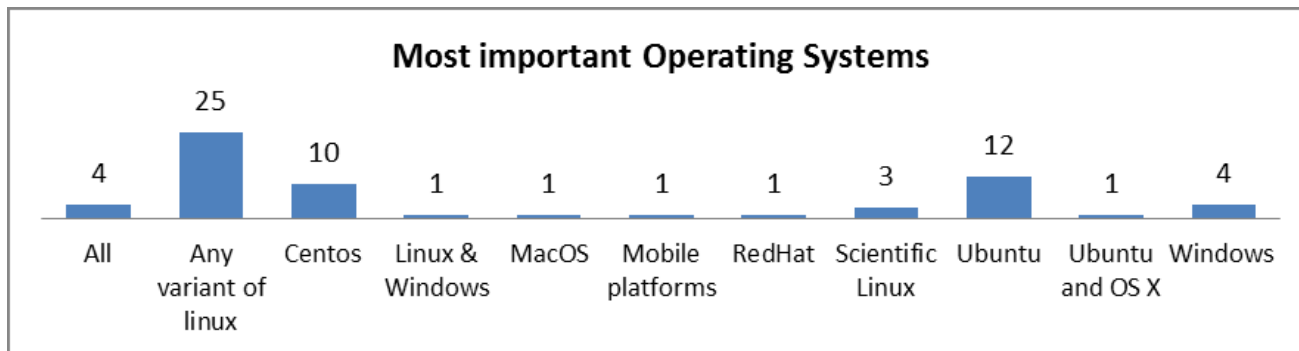 Most important Operating Systems
4
25
10
1
1
1
1
3
12
1
4
All
Any
variant of
linux
Centos
Linux &
Windows
MacOS
Mobile
platforms
RedHat
Scientific
Linux
Ubuntu
Ubuntu
and OS X
Windows